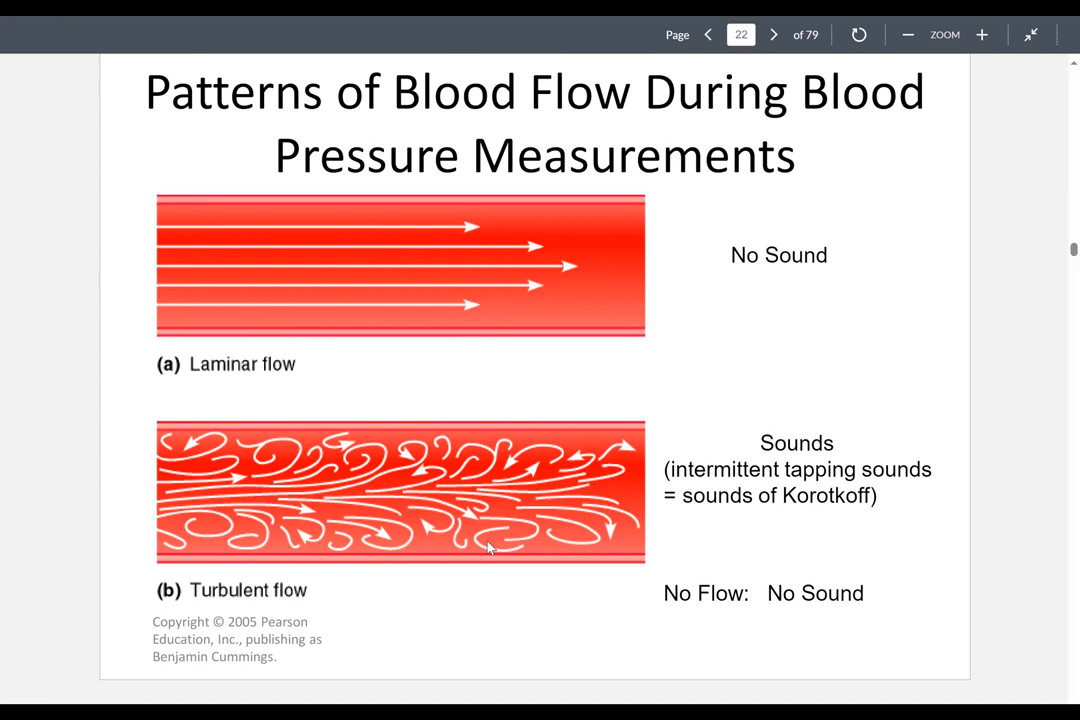 Page 22 of 79 ZOOM
Patterns of Blood Flow During Blood
Pressure Measurements
No Sound
(a) Laminar flow
Sounds
(intermittent tapping sounds
= sounds of Korotkoff)
(b) Turbulent flow
No Flow: No Sound
Copyright © 2005 Pearson
Education, Inc., publishing as
Benjamin Cummings.